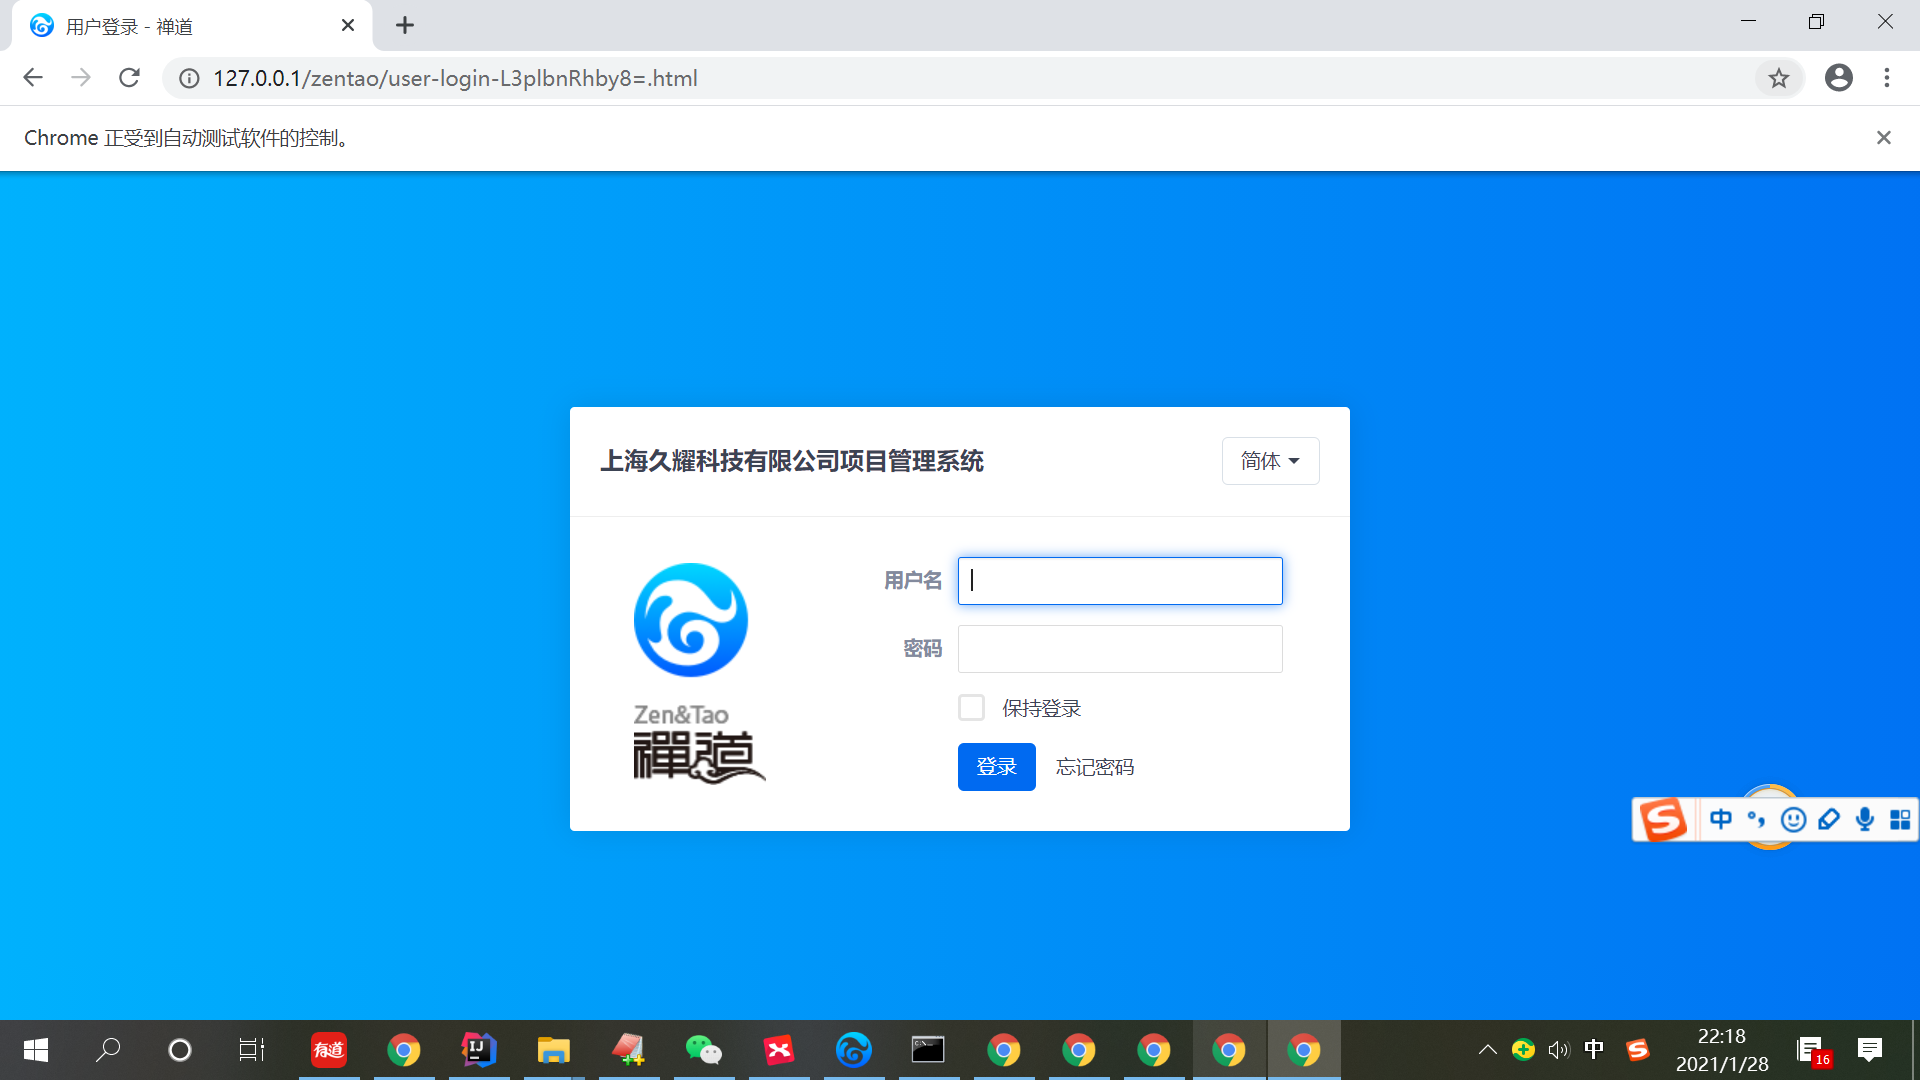 用户登录 - 禅道
127.0.0.1/zentao/user-login-L3plbnRhby8=.html
Chrome 正受到自动测试软件的控制。
上海久耀科技有限公司项目管理系统
简体
用户名
密码
保持登录
登录 忘记密码
Zen&Tao
禪道
S 中
有道
IJ
C:\
中 S
22:18
2021/1/28
16